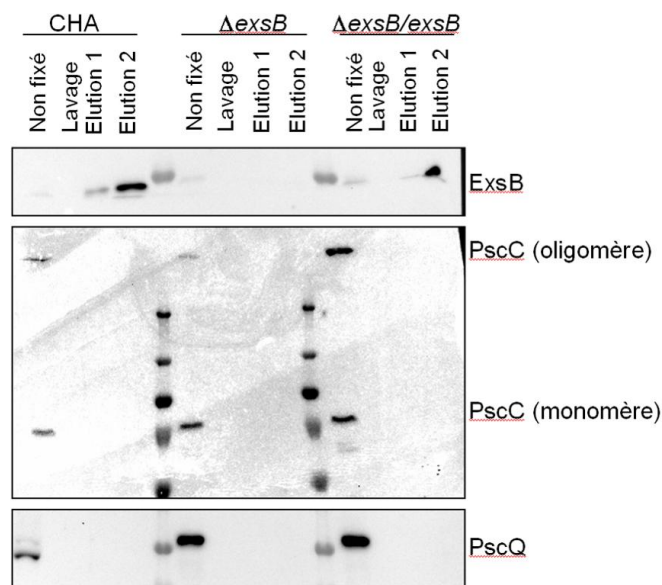 CHA ΔexsB ΔexsB/exsB
Non fixé Lavage Elution 1 Elution 2 Non fixé Lavage Elution 1 Elution 2 Non fixé Lavage Elution 1 Elution 2
ExsB
PscC (oligomère)
PscC (monomère)
PscQ